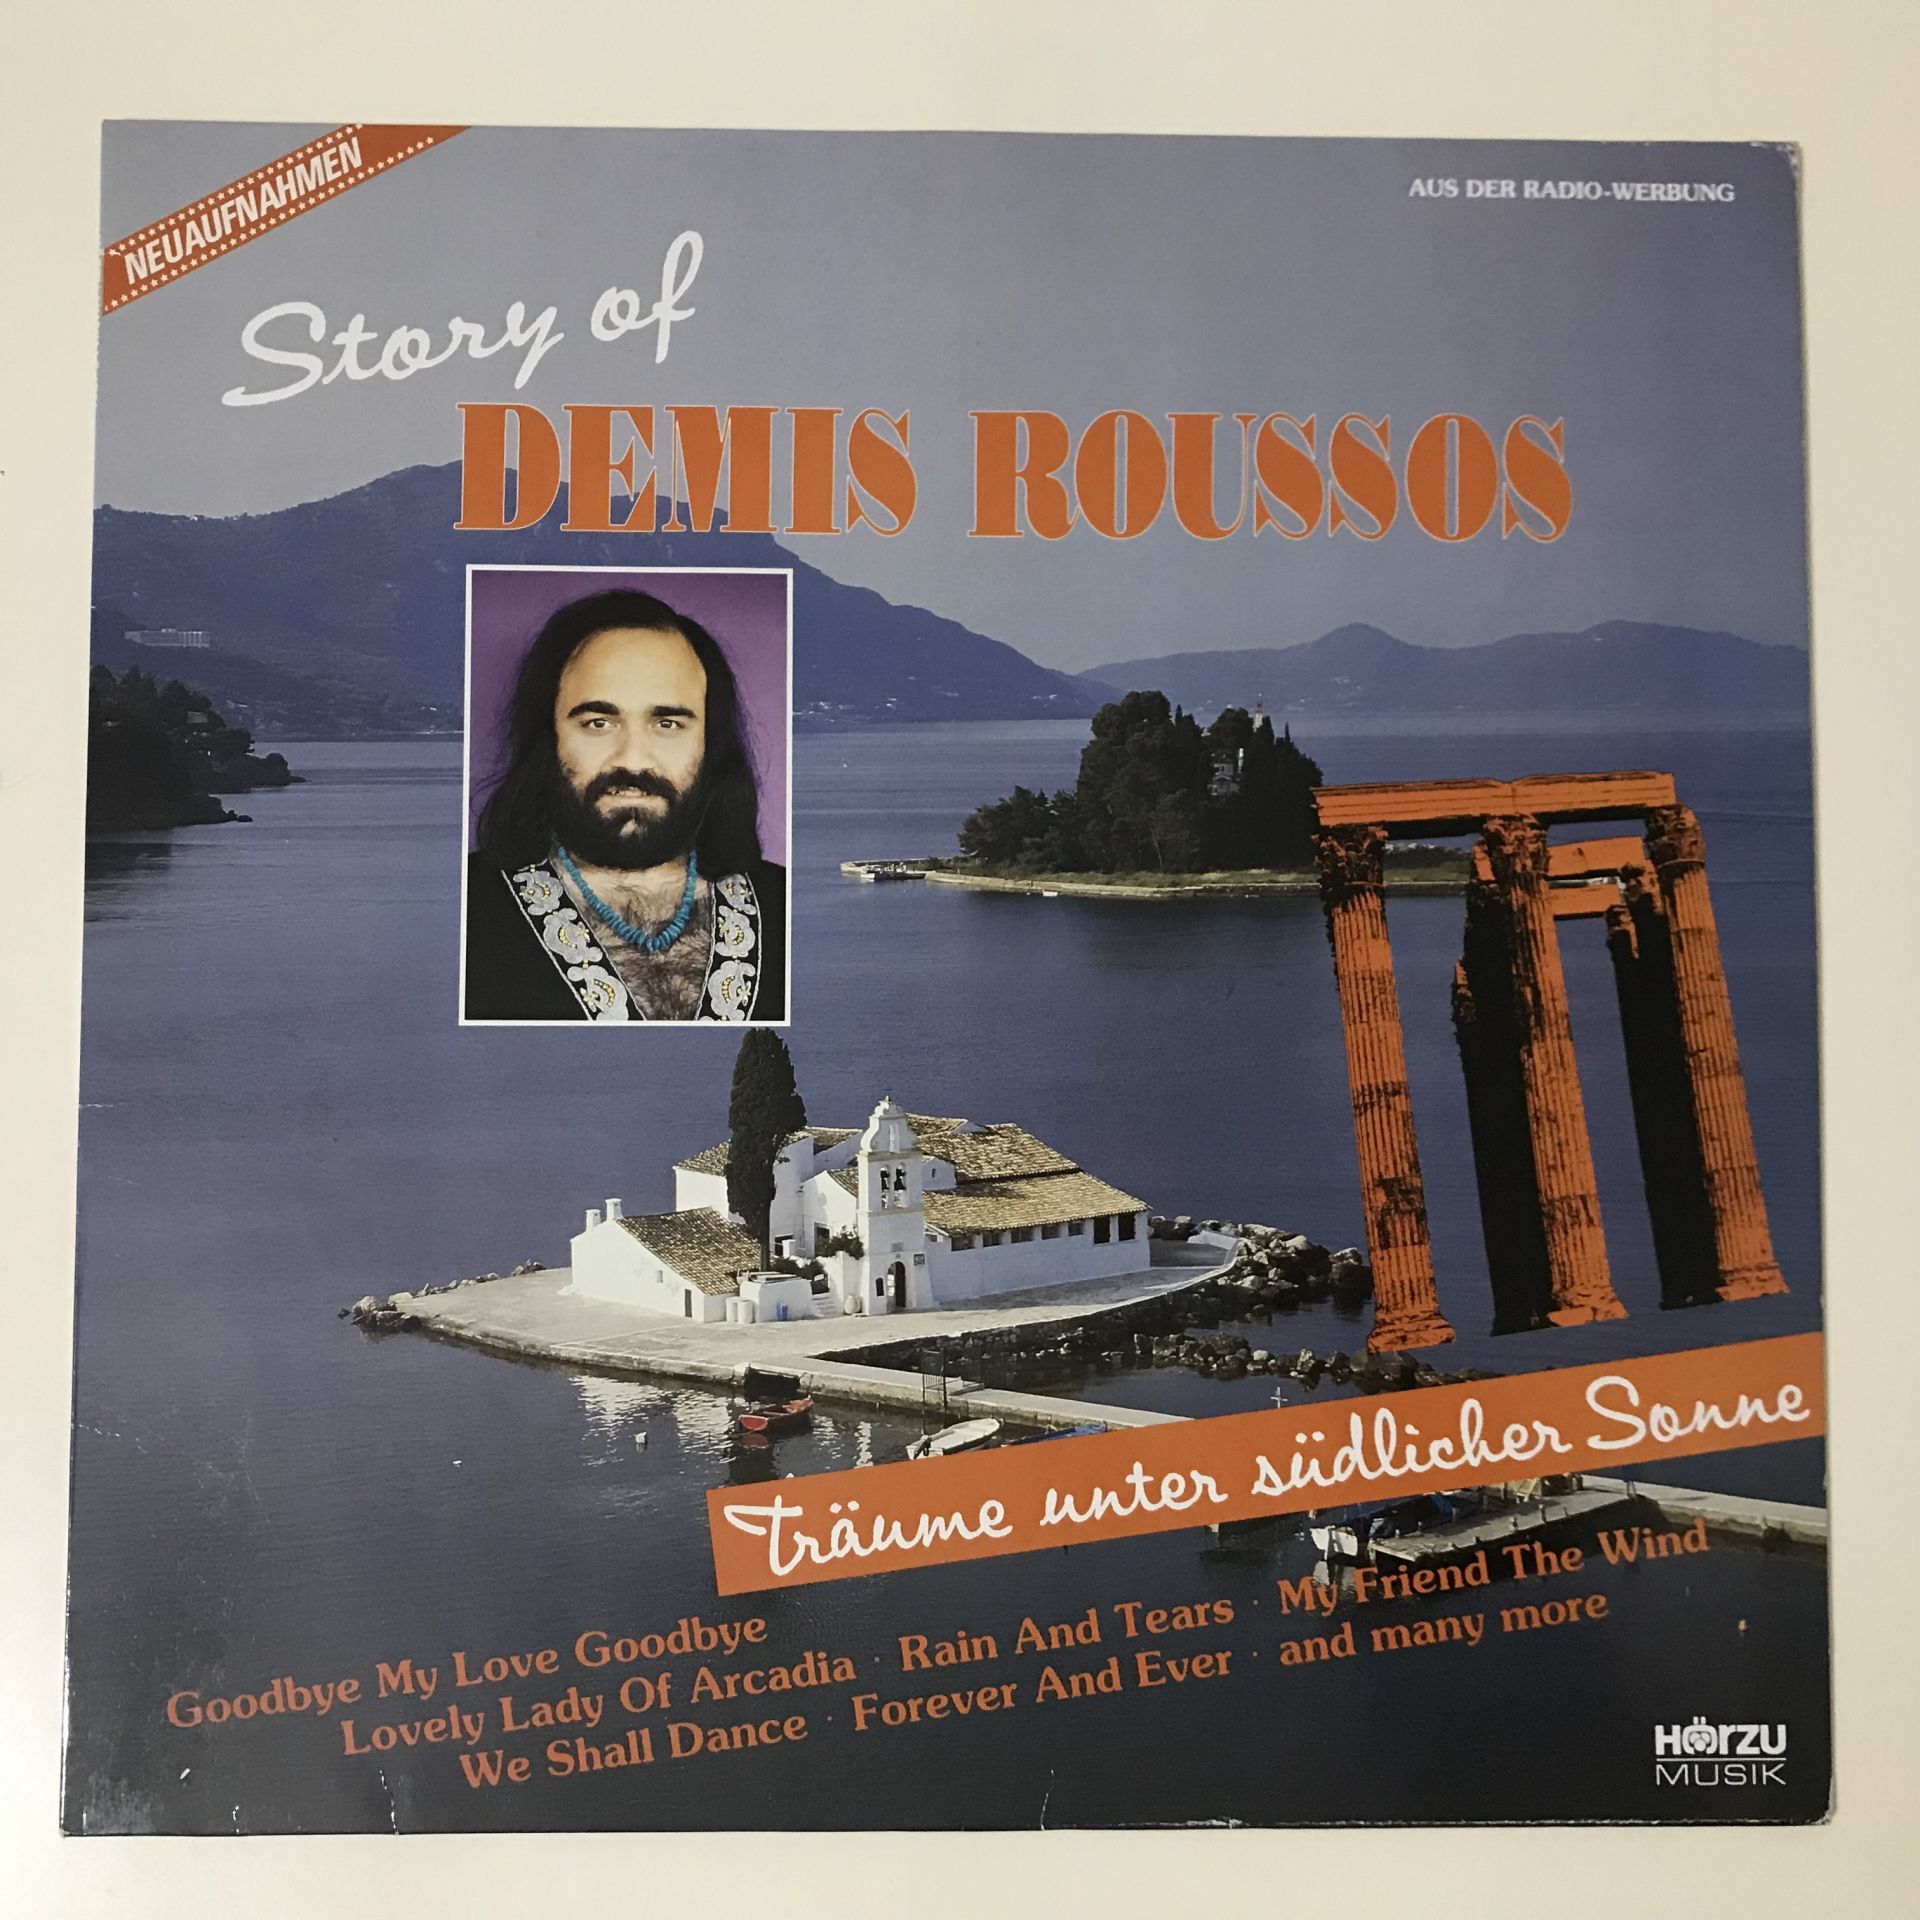 NEUAUFNAHMEN
AUS DER RADIO-WERBUNG
Story of
DEMIS ROUSSOS
Träume unter südlicher Sonne
Goodbye My Love Goodbye
Lovely Lady Of Arcadia · Rain And Tears · My Friend The Wind
We Shall Dance · Forever And Ever · and many more
HÖRZU
MUSIK